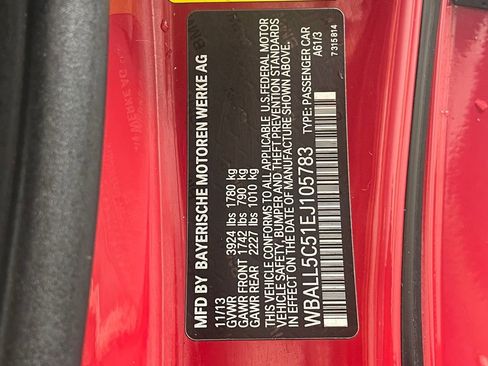 MFD BY BAYERISCHE MOTOREN WERKE AG
11/13
GVWR 3924 lbs 1780 kg
GAWR FRONT 1742 lbs 790 kg
GAWR REAR 2227 lbs 1010 kg
THIS VEHICLE CONFORMS TO ALL APPLICABLE U.S. FEDERAL MOTOR
VEHICLE SAFETY, BUMPER AND THEFT PREVENTION STANDARDS
IN EFFECT ON THE DATE OF MANUFACTURE SHOWN ABOVE.
WBALL5C51EJ105783 TYPE: PASSENGER CAR
A61/3
7315814